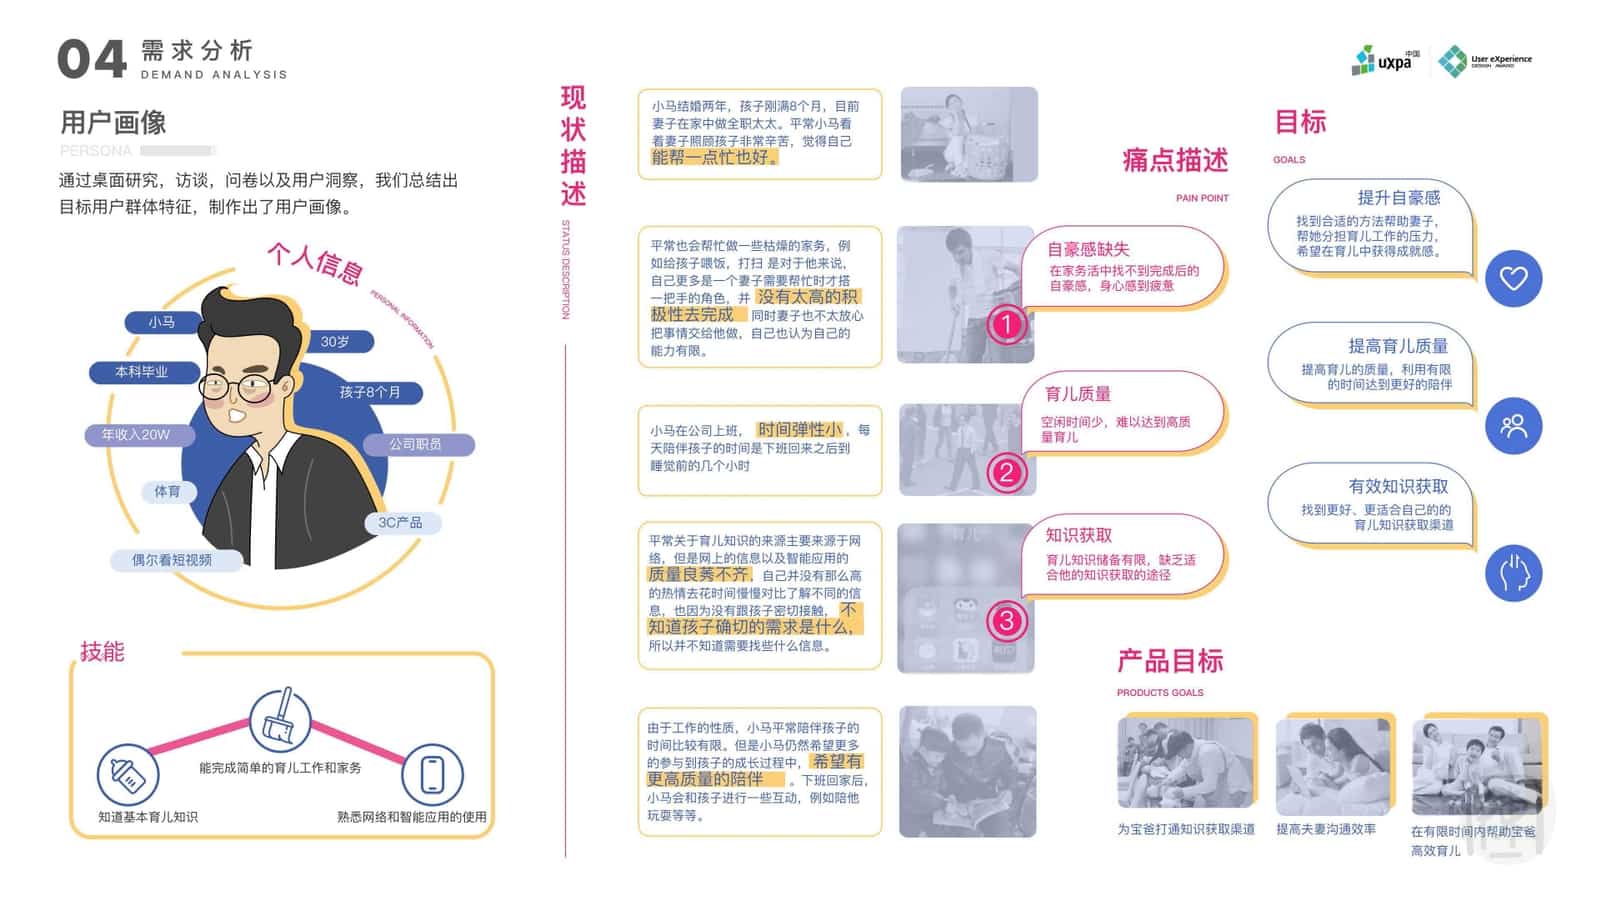 04 需求分析
DEMAND ANALYSIS
用户画像
PERSONA
通过桌面研究，访谈，问卷以及用户洞察，我们总结出
目标用户群体特征，制作出了用户画像。
个人信息
PERSONAL INFORMATION
小马
30岁
本科毕业
孩子8个月
年收入20W
公司职员
体育
3C产品
偶尔看短视频
技能
能完成简单的育儿工作和家务
知道基本育儿知识
熟悉网络和智能应用的使用
现状描述
STATUS DESCRIPTION
小马结婚两年，孩子刚满8个月，目前
妻子在家中做全职太太。平常小马看
着妻子照顾孩子非常辛苦，觉得自己
能帮一点忙也好。
平常也会帮忙做一些枯燥的家务，例
如给孩子喂饭，打扫 是对于他来说，
自己更多是一个妻子需要帮忙时才搭
一把手的角色，并 没有太高的积
极性去完成 同时妻子也不太放心
把事情交给他做，自己也认为自己的
能力有限。
小马在公司上班， 时间弹性小 ，每
天陪伴孩子的时间是下班回来之后到
睡觉前的几个小时
平常关于育儿知识的来源主要来源于网
络，但是网上的信息以及智能应用的
质量良莠不齐，自己并没有那么高
的热情去花时间慢慢对比了解不同的信
息，也因为没有跟孩子密切接触， 不
知道孩子确切的需求是什么，
所以并不知道需要找些什么信息。
由于工作的性质，小马平常陪伴孩子的
时间比较有限。但是小马仍然希望更多
的参与到孩子的成长过程中， 希望有
更高质量的陪伴 。下班回家后，
小马会和孩子进行一些互动，例如陪他
玩耍等等。
痛点描述
PAIN POINT
自豪感缺失
在家务活中找不到完成后的
自豪感，身心感到疲惫
1
育儿质量
空闲时间少，难以达到高质
量育儿
2
知识获取
育儿知识储备有限，缺乏适
合他的知识获取的途径
3
uxpa 中国
User eXperience
DESIGN AWARD
目标
GOALS
提升自豪感
找到合适的方法帮助妻子，
帮她分担育儿工作的压力，
希望在育儿中获得成就感。
提高育儿质量
提高育儿的质量，利用有限
的时间达到更好的陪伴
有效知识获取
找到更好、更适合自己的的
育儿知识获取渠道
产品目标
PRODUCTS GOALS
为宝爸打通知识获取渠道
提高夫妻沟通效率
在有限时间内帮助宝爸
高效育儿